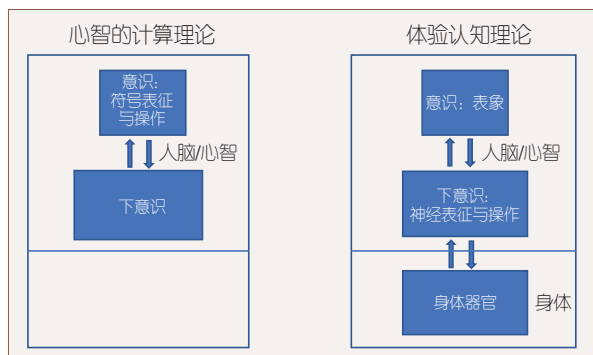 心智的计算理论
意识:
符号表征
与操作
人脑/心智
下意识
体验认知理论
意识：表象
人脑/心智
下意识:
神经表征与操作
身体器官
身体